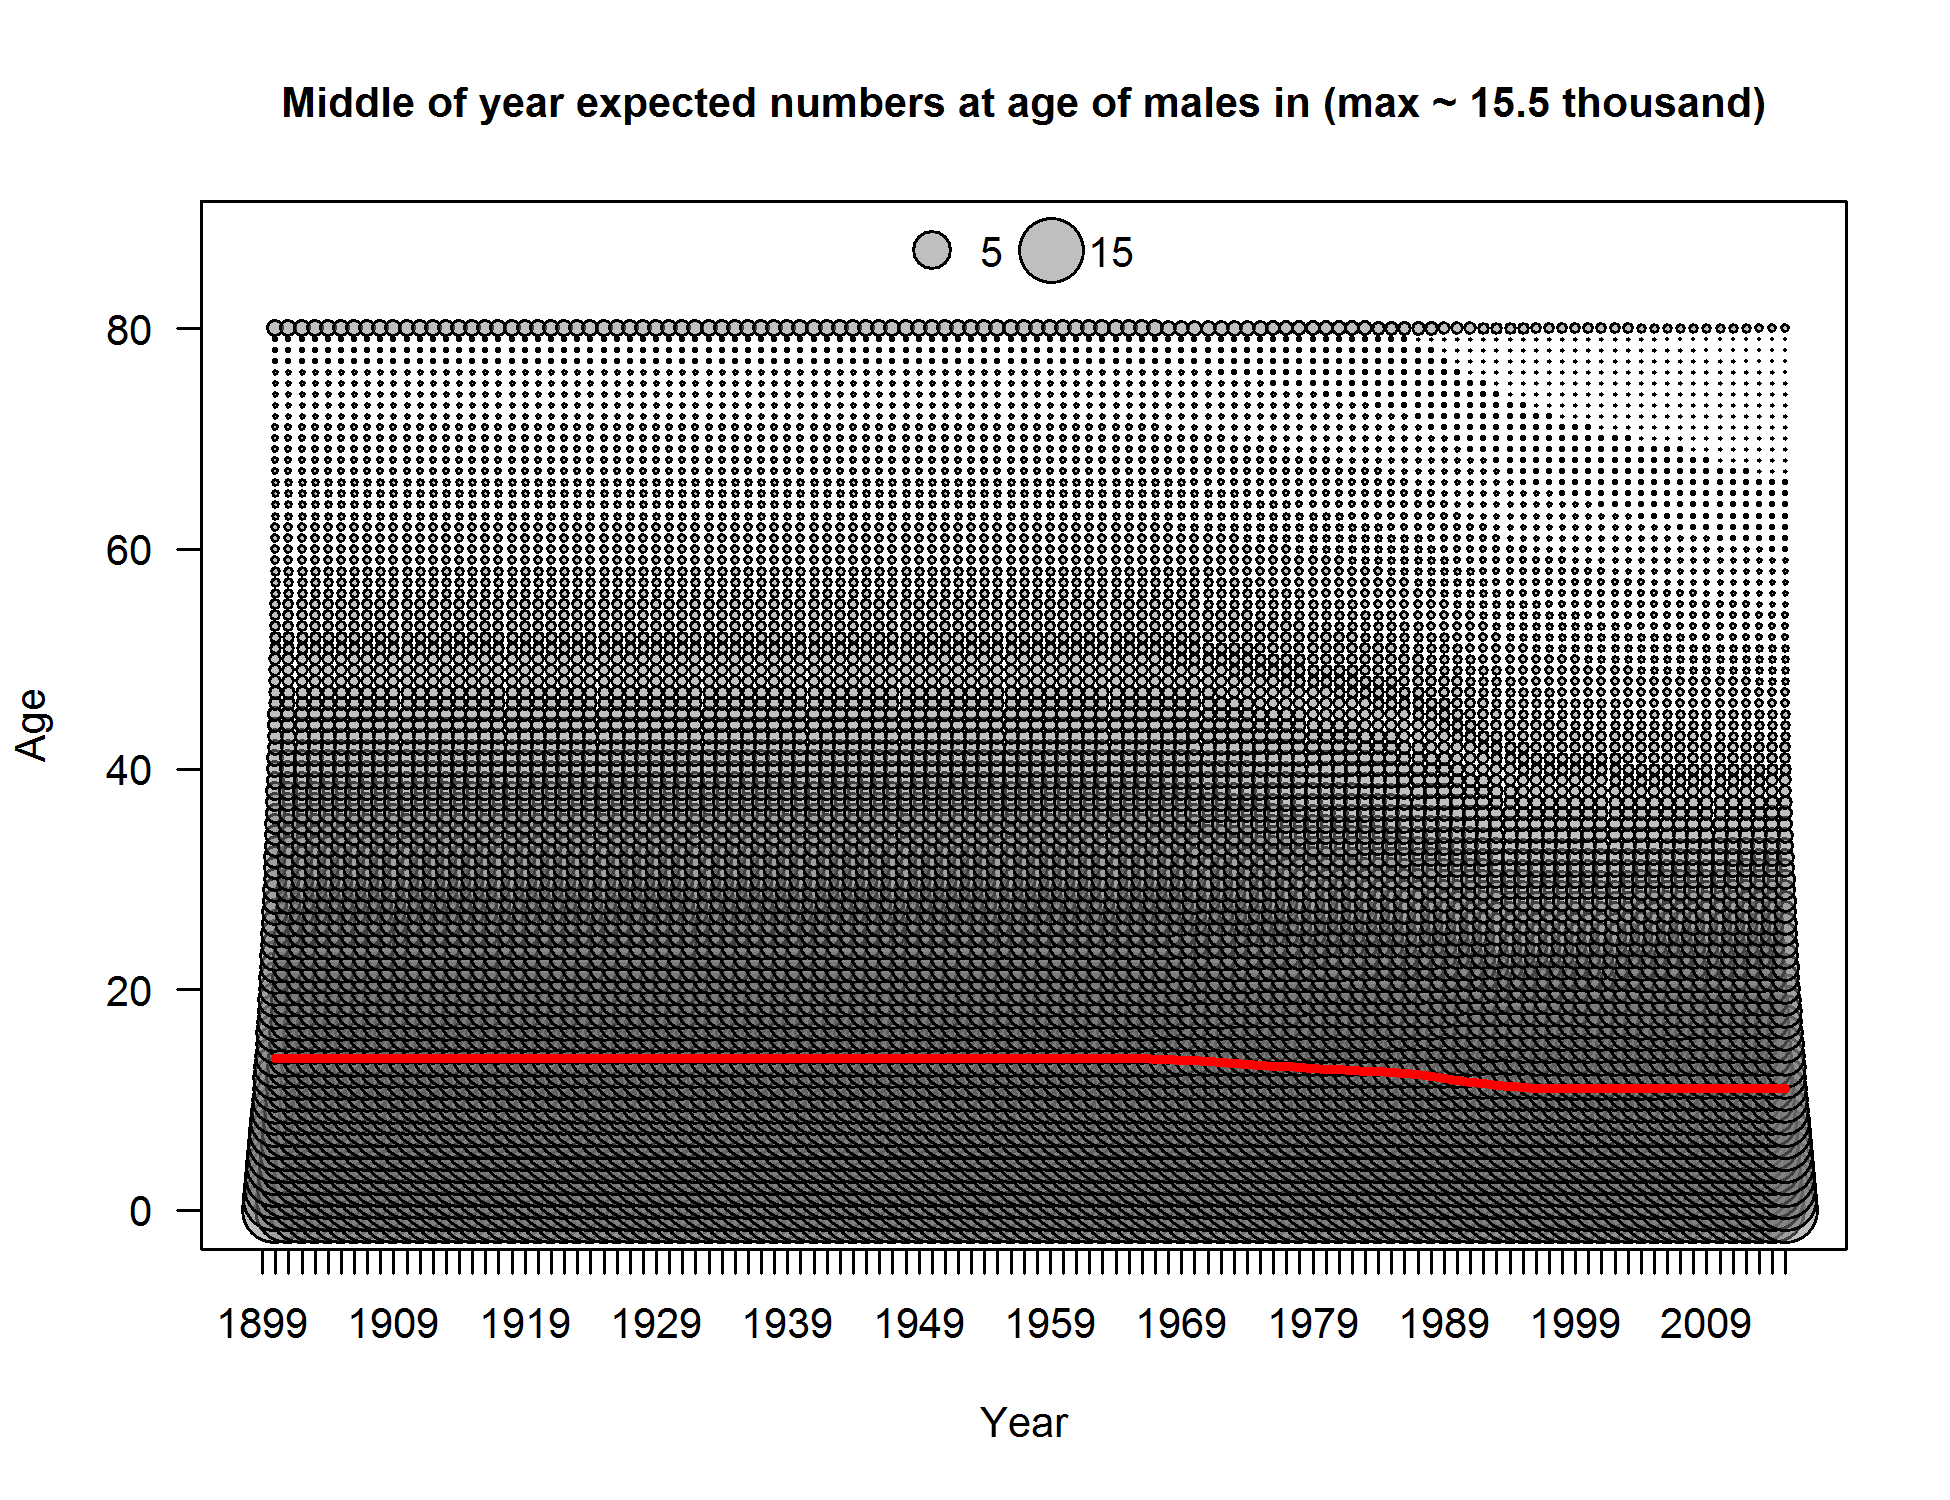 Middle of year expected numbers at age of males in (max ~ 15.5 thousand)
5 15
80
60
40
20
0
Age
1899 1909 1919 1929 1939 1949 1959 1969 1979 1989 1999 2009
Year